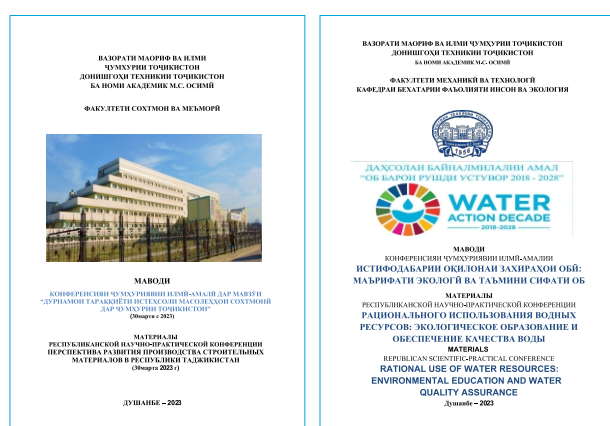 ВАЗОРАТИ МАОРИФ ВА ИЛМИ
ҶУМҲУРИИ ТОҶИКИСТОН
ДОНИШГОҲИ ТЕХНИКИИ ТОҶИКИСТОН
БА НОМИ АКАДЕМИК М.С. ОСИМӢ
ФАКУЛТЕТИ СОХТМОН ВА МЕЪМОРӢ
МАВОДИ
КОНФЕРЕНСИЯИ ҶУМҲУРИЯВИИ ИЛМӢ-АМАЛӢ ДАР МАВЗӮИ
“ДУРНАМОИ ТАРАҚҚИЁТИ ИСТЕҲСОЛИ МАСОЛЕҲҲОИ СОХТМОНӢ
ДАР ҶУМҲУРИИ ТОҶИКИСТОН”
(30марти с 2023)
МАТЕРИАЛЫ
РЕСПУБЛИКАНСКОЙ НАУЧНО-ПРАКТИЧЕСКОЙ КОНФЕРЕНЦИИ
ПЕРСПЕКТИВА РАЗВИТИЯ ПРОИЗВОДСТВА СТРОИТЕЛЬНЫХ
МАТЕРИАЛОВ В РЕСПУБЛИКИ ТАДЖИКИСТАН
(30марта 2023 г)
ДУШАНБЕ – 2023
ВАЗОРАТИ МАОРИФ ВА ИЛМИ ҶУМҲУРИИ ТОҶИКИСТОН
ДОНИШГОҲИ ТЕХНИКИИ ТОҶИКИСТОН
БА НОМИ АКАДЕМИК М.С. ОСИМӢ
ФАКУЛТЕТИ МЕХАНИКӢ ВА ТЕХНОЛОГӢ
КАФЕДРАИ БЕХАТАРИИ ФАЪОЛИЯТИ ИНСОН ВА ЭКОЛОГИЯ
1956
ДАҲСОЛАИ БАЙНАЛМИЛАЛИИ АМАЛ
“ОБ БАРОИ РУШДИ УСТУВОР 2018 - 2028”
WATER
ACTION DECADE
2018-2028
МАВОДИ
КОНФЕРЕНСИЯИ ҶУМҲУРИЯВИИ ИЛМӢ-АМАЛИИ
ИСТИФОДАБАРИИ ОҚИЛОНАИ ЗАХИРАҲОИ ОБӢ:
МАЪРИФАТИ ЭКОЛОГӢ ВА ТАЪМИНИ СИФАТИ ОБ
МАТЕРИАЛЫ
РЕСПУБЛИКАНСКОЙ НАУЧНО-ПРАКТИЧЕСКОЙ КОНФЕРЕНЦИИ
РАЦИОНАЛЬНОГО ИСПОЛЬЗОВАНИЯ ВОДНЫХ
РЕСУРСОВ: ЭКОЛОГИЧЕСКОЕ ОБРАЗОВАНИЕ И
ОБЕСПЕЧЕНИЕ КАЧЕСТВА ВОДЫ
MATERIALS
REPUBLICAN SCIENTIFIC-PRACTICAL CONFERENCE
RATIONAL USE OF WATER RESOURCES:
ENVIRONMENTAL EDUCATION AND WATER
QUALITY ASSURANCE
Душанбе – 2023